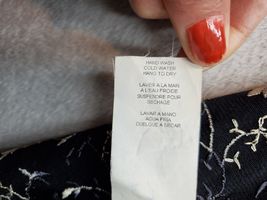 HAND WASH
COLD WATER
HANG TO DRY
LAVER A LA MAIN
A L'EAU FROIDE
SUSPENDRE POUR
SECHAGE
LAVAR A MANO
AGUA FRIA
CUELGUE A SECAR